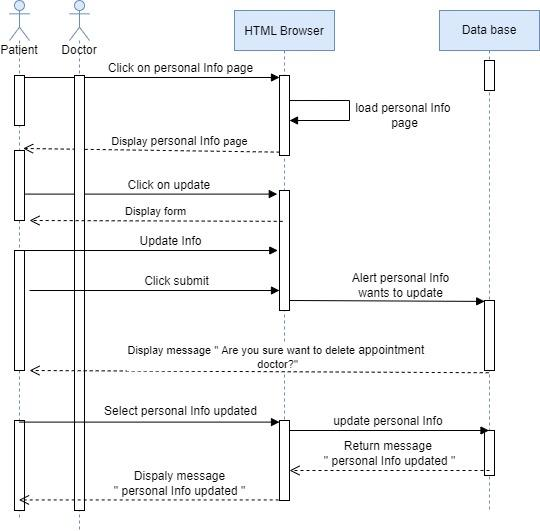 HTML Browser
Data base
Patient
Doctor
Click on personal Info page
load personal Info
page
Display personal Info page
Click on update
Display form
Update Info
Click submit
Alert personal Info
wants to update
Display message " Are you sure want to delete appointment
doctor?"
Select personal Info updated
update personal Info
Return message
" personal Info updated "
Dispaly message
" personal Info updated "